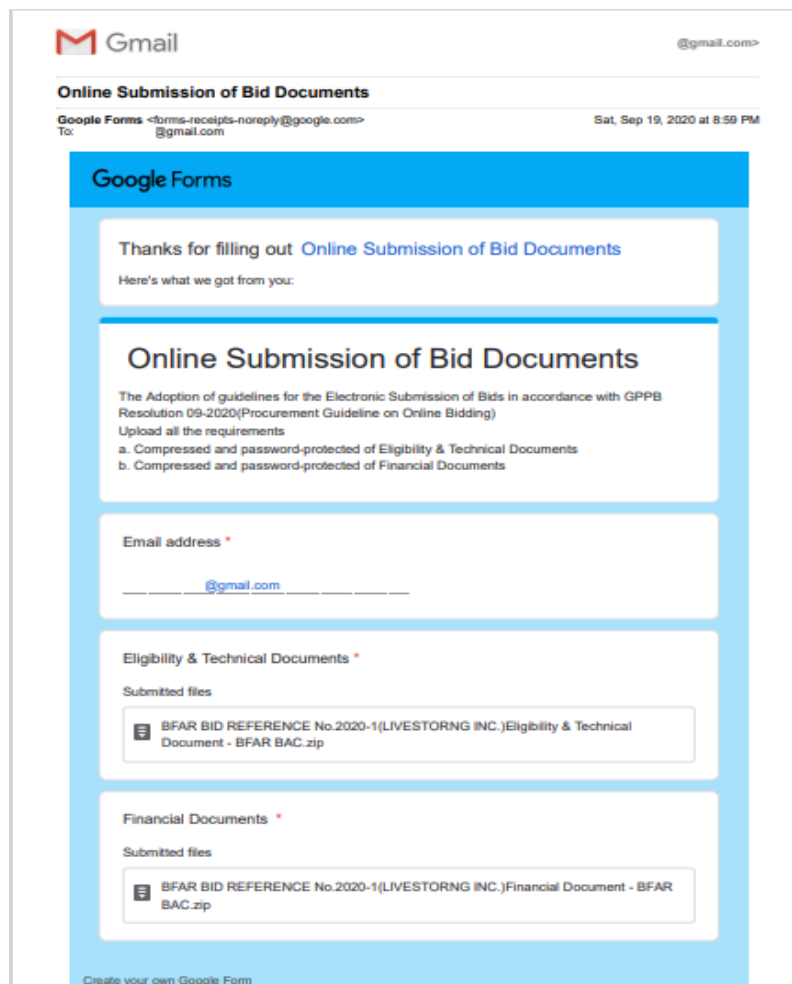 Gmail
@gmail.com>
Online Submission of Bid Documents
Google Forms <forms-receipts-noreply@google.com>
Sat, Sep 19, 2020 at 8:59 PM
To: @gmail.com
Google Forms
Thanks for filling out Online Submission of Bid Documents
Here's what we got from you:
Online Submission of Bid Documents
The Adoption of guidelines for the Electronic Submission of Bids in accordance with GPPB
Resolution 09-2020(Procurement Guideline on Online Bidding)
Upload all the requirements
a. Compressed and password-protected of Eligibility & Technical Documents
b. Compressed and password-protected of Financial Documents
Email address *
@gmail.com
Eligibility & Technical Documents *
Submitted files
BFAR BID REFERENCE No.2020-1(LIVESTORNG INC.)Eligibility & Technical
Document - BFAR BAC.zip
Financial Documents *
Submitted files
BFAR BID REFERENCE No.2020-1(LIVESTORNG INC.)Financial Document - BFAR
BAC.zip
Create your own Google Form